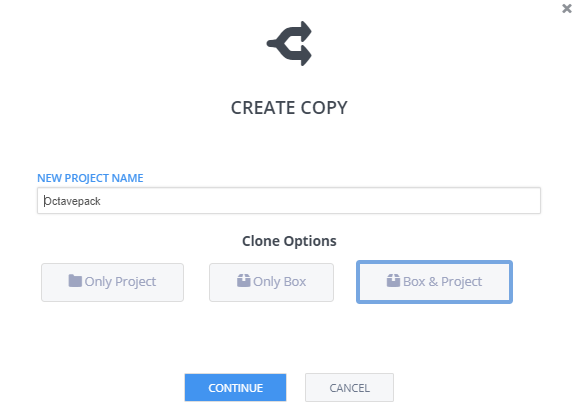 CREATE COPY
NEW PROJECT NAME
Octavepack
Clone Options
Only Project Only Box Box & Project
CONTINUE CANCEL